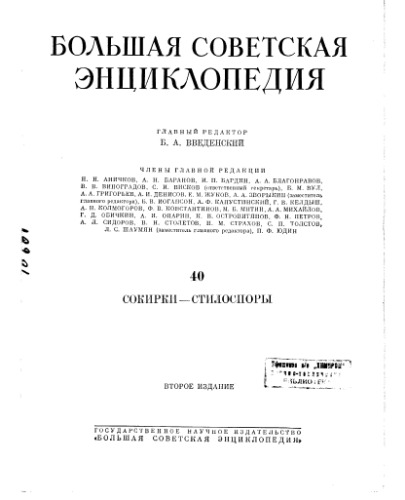 БОЛЬШАЯ СОВЕТСКАЯ
ЭНЦИКЛОПЕДИЯ
ГЛАВНЫЙ РЕДАКТОР
Б. А. ВВЕДЕНСКИЙ
ЧЛЕНЫ ГЛАВНОЙ РЕДАКЦИИ
Н. Н. АНИЧКОВ, А. Н. БАРАНОВ, И. П. БАРДИН, А. А. БЛАГОНРАВОВ,
В. В. ВИНОГРАДОВ, С. И. ВИСКОВ (ответственный секретарь), Б. М. ВУЛ,
А. А. ГРИГОРЬЕВ, А. И. ДЕНИСОВ, Е. М. ЖУКОВ, А. А. ЗВОРЫКИН (заместитель
главного редактора), Б. В. ИОГАНСОН, А. Ф. КАПУСТИНСКИЙ, Г. В. КЕЛДЫШ,
А. Н. КОЛМОГОРОВ, Ф. В. КОНСТАНТИНОВ, М. Б. МИТИН, А. А. МИХАЙЛОВ,
Г. Д. ОБИЧКИН, А. И. ОПАРИН, К. В. ОСТРОВИТЯНОВ, Ф. Н. ПЕТРОВ,
А. Л. СИДОРОВ, В. Н. СТОЛЕТОВ, Н. М. СТРАХОВ, С. П. ТОЛСТОВ,
Л. С. ШАУМЯН (заместитель главного редактора), П. Ф. ЮДИН
40
СОКИРКИ—СТИЛОСПОРЫ
ВТОРОЕ ИЗДАНИЕ
ГОСУДАРСТВЕННОЕ НАУЧНОЕ ИЗДАТЕЛЬСТВО
«БОЛЬШАЯ СОВЕТСКАЯ ЭНЦИКЛОПЕДИЯ»